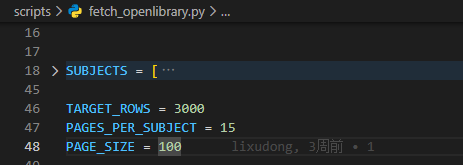 scripts > fetch_openlibrary.py > ...
16
17
18 > SUBJECTS = [ ···
45
46 TARGET_ROWS = 3000
47 PAGES_PER_SUBJECT = 15
48 PAGE_SIZE = 100 lixudong, 3周前 • 1